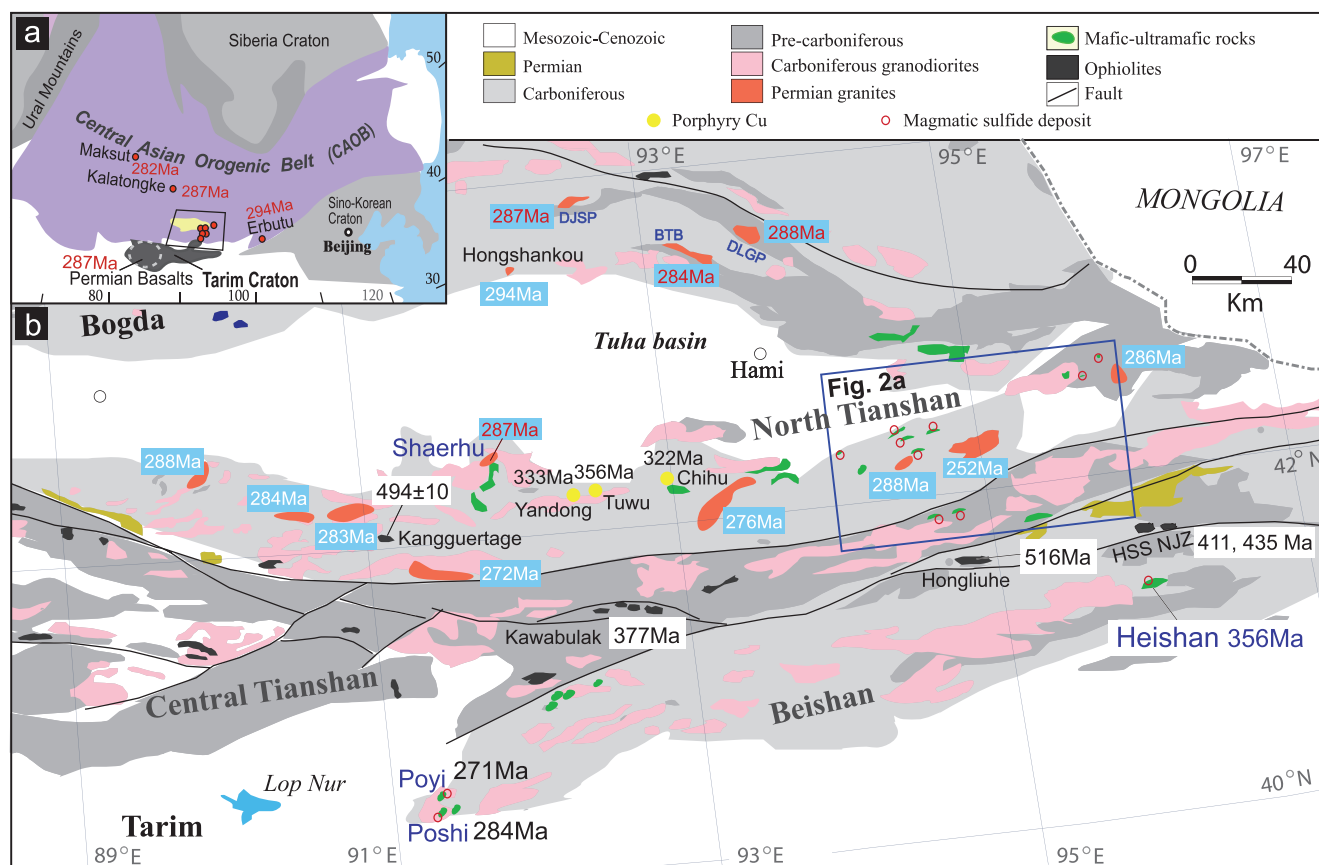 a
Siberia Craton
Ural Mountains
Central Asian Orogenic Belt (CAOB)
Maksut
282Ma
Kalatongke
287Ma
294Ma
Erbutu
Sino-Korean
Craton
Beijing
287Ma
Permian Basalts
Tarim Craton
50
40
30
80
100
120
Mesozoic-Cenozoic
Permian
Carboniferous
Pre-carboniferous
Carboniferous granodiorites
Permian granites
Mafic-ultramafic rocks
Ophiolites
Fault
Porphyry Cu
Magmatic sulfide deposit
93°E
95°E
97°E
MONGOLIA
0 40
Km
287Ma
DJSP
BTB
DLGP
288Ma
284Ma
Hongshankou
294Ma
b
Bogda
Tuha basin
Hami
Fig. 2a
286Ma
North Tianshan
Shaerhu
287Ma
288Ma
284Ma
283Ma
494±10
Kangguertage
333Ma
356Ma
322Ma
Chihu
Yandong
Tuwu
276Ma
288Ma
252Ma
42°N
272Ma
516Ma
HSS NJZ
411, 435 Ma
Hongliuhe
Kawabulak
377Ma
Heishan 356Ma
Central Tianshan
Beishan
Poyi 271Ma
Poshi 284Ma
Lop Nur
Tarim
40°N
89°E
91°E
93°E
95°E